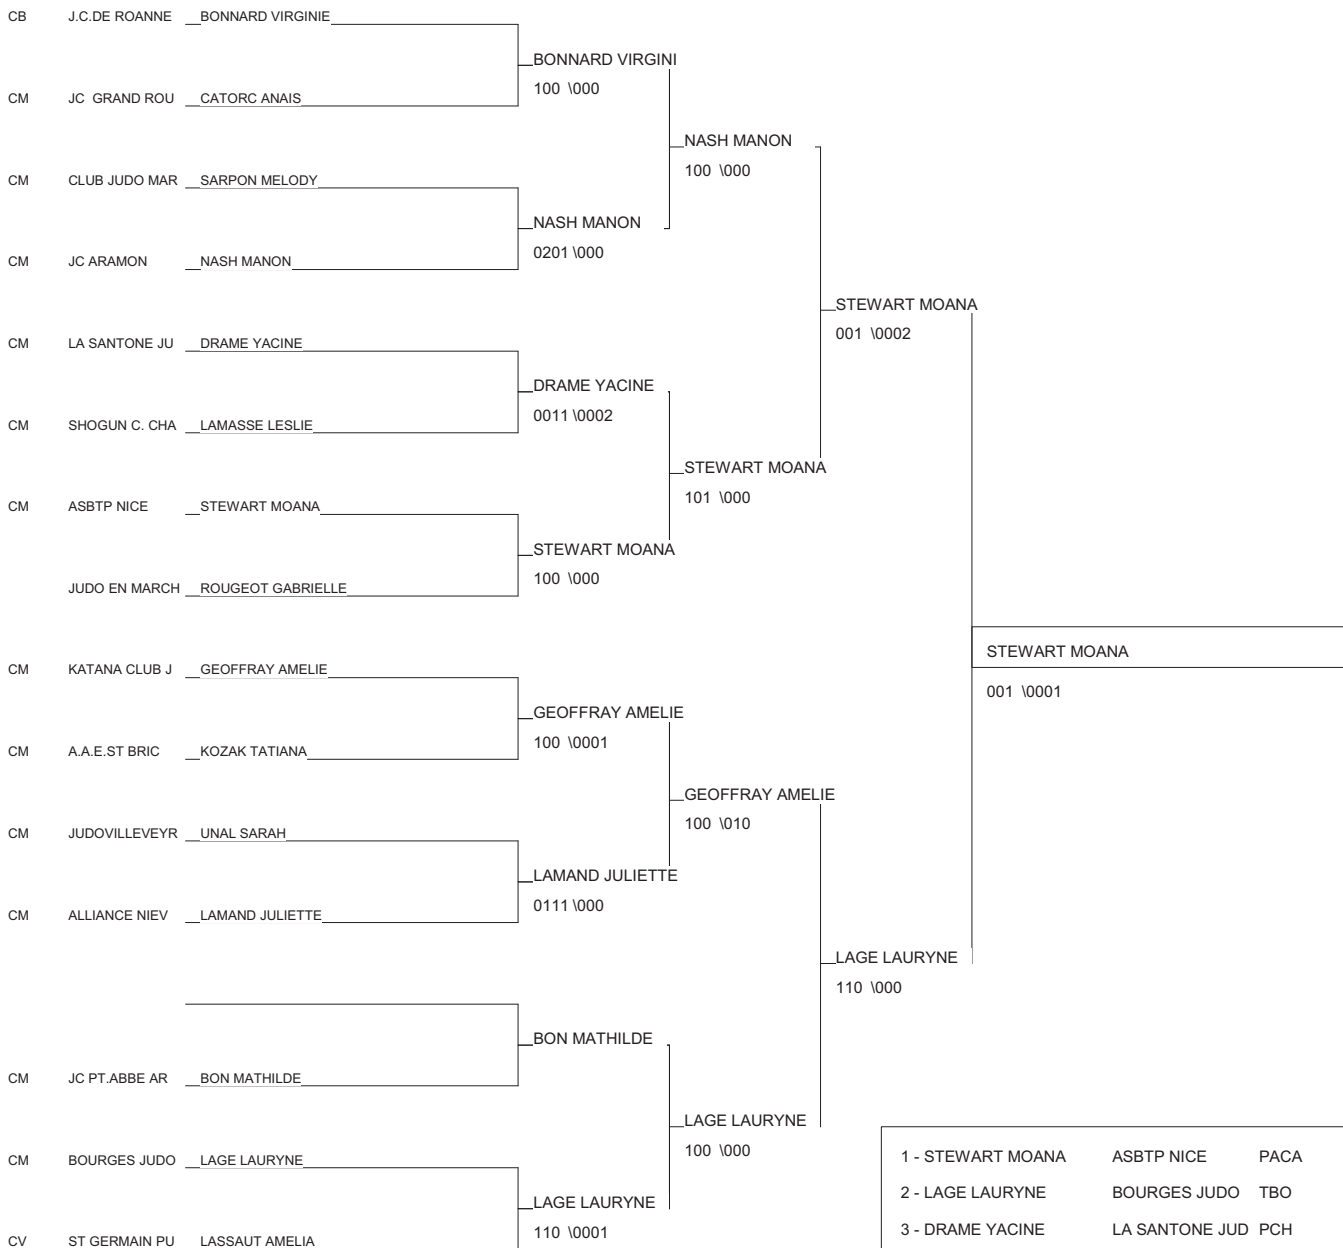 CB J.C.DE ROANNE BONNARD VIRGINIE
BONNARD VIRGINI
100 \000
CM JC GRAND ROU CATORC ANAIS
NASH MANON
100 \000
CM CLUB JUDO MAR SARPON MELODY
NASH MANON
0201 \000
CM JC ARAMON NASH MANON
STEWART MOANA
001 \0002
CM LA SANTONE JU DRAME YACINE
DRAME YACINE
0011 \0002
CM SHOGUN C. CHA LAMASSE LESLIE
STEWART MOANA
101 \000
CM ASBTP NICE STEWART MOANA
STEWART MOANA
100 \000
JUDO EN MARCH ROUGEOT GABRIELLE
STEWART MOANA
001 \0001
CM KATANA CLUB J GEOFFRAY AMELIE
GEOFFRAY AMELIE
100 \0001
CM A.A.E.ST BRIC KOZAK TATIANA
GEOFFRAY AMELIE
100 \010
CM JUDOVILLEVEYR UNAL SARAH
LAMAND JULIETTE
0111 \000
CM ALLIANCE NIEV LAMAND JULIETTE
LAGE LAURYNE
110 \000
BON MATHILDE
CM JC PT.ABBE AR BON MATHILDE
LAGE LAURYNE
100 \000
CM BOURGES JUDO LAGE LAURYNE
LAGE LAURYNE
110 \0001
CV ST GERMAIN PU LASSAUT AMELIA
1 - STEWART MOANA ASBTP NICE PACA
2 - LAGE LAURYNE BOURGES JUDO TBO
3 - DRAME YACINE LA SANTONE JUD PCH